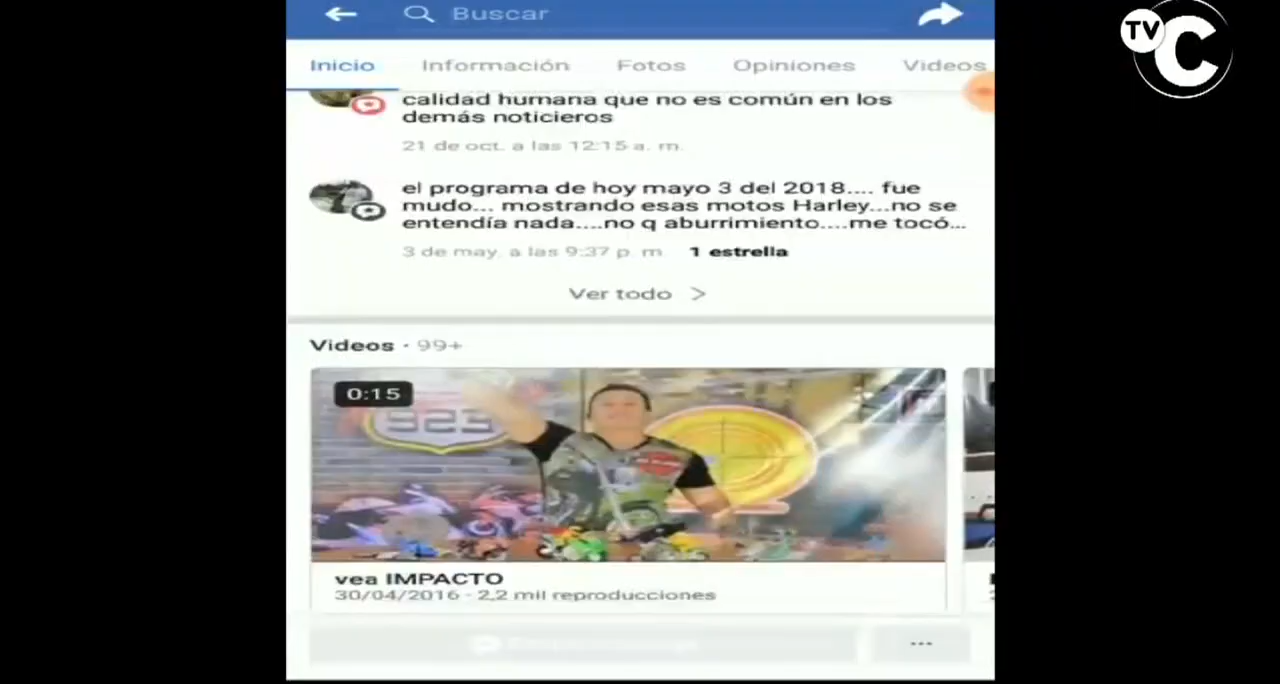 Buscar
TV C
Inicio Información Fotos Opiniones Videos
calidad humana que no es común en los
demás noticieros
21 de oct. a las 12:15 a. m.
el programa de hoy mayo 3 del 2018.... fue
mudo... mostrando esas motos Harley...no se
entendía nada....no q aburrimiento....me tocó...
3 de may. a las 9:37 p. m. 1 estrella
Ver todo >
Videos · 99+
0:15
vea IMPACTO
30/04/2016 · 2,2 mil reproducciones
...